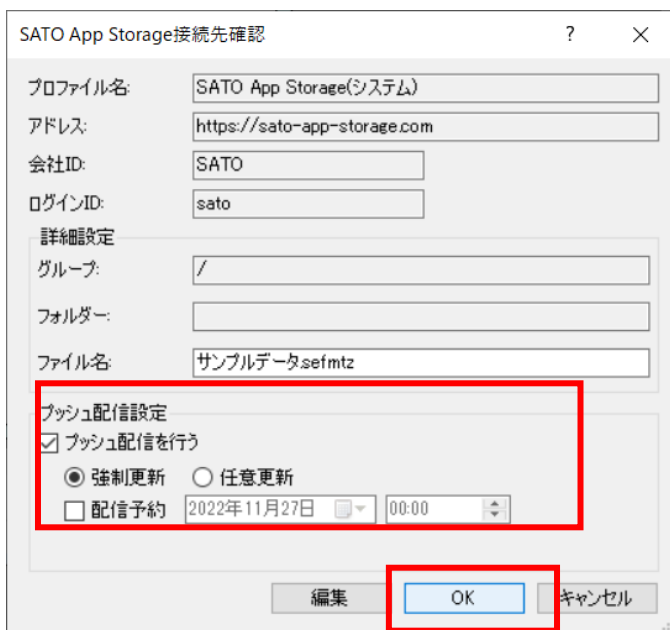 SATO App Storage接続先確認
プロファイル名: SATO App Storage(システム)
アドレス: https://sato-app-storage.com
会社ID: SATO
ログインID: sato
詳細設定
グループ: /
フォルダー:
ファイル名: サンプルデータ.sefmtz
プッシュ配信設定
プッシュ配信を行う
強制更新 任意更新
配信予約 2022年11月27日 00:00
編集 OK キャンセル